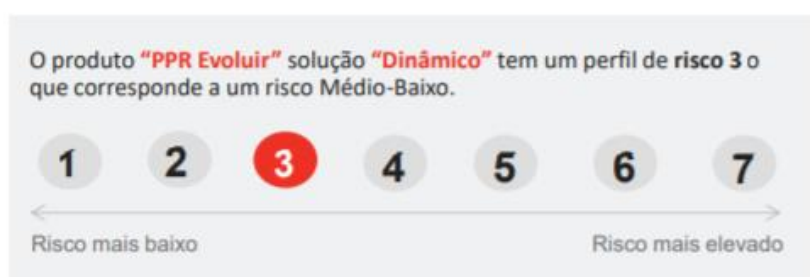 O produto “PPR Evoluir” solução “Dinâmico” tem um perfil de risco 3 o
que corresponde a um risco Médio-Baixo.
1 2 3 4 5 6 7
Risco mais baixo Risco mais elevado